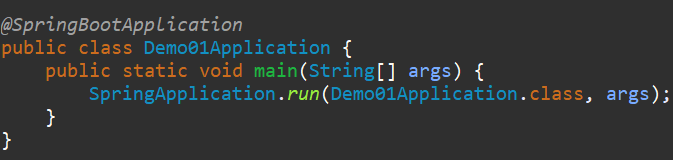 @SpringBootApplication
public class Demo01Application {
    public static void main(String[] args) {
        SpringApplication.run(Demo01Application.class, args);
    }
}